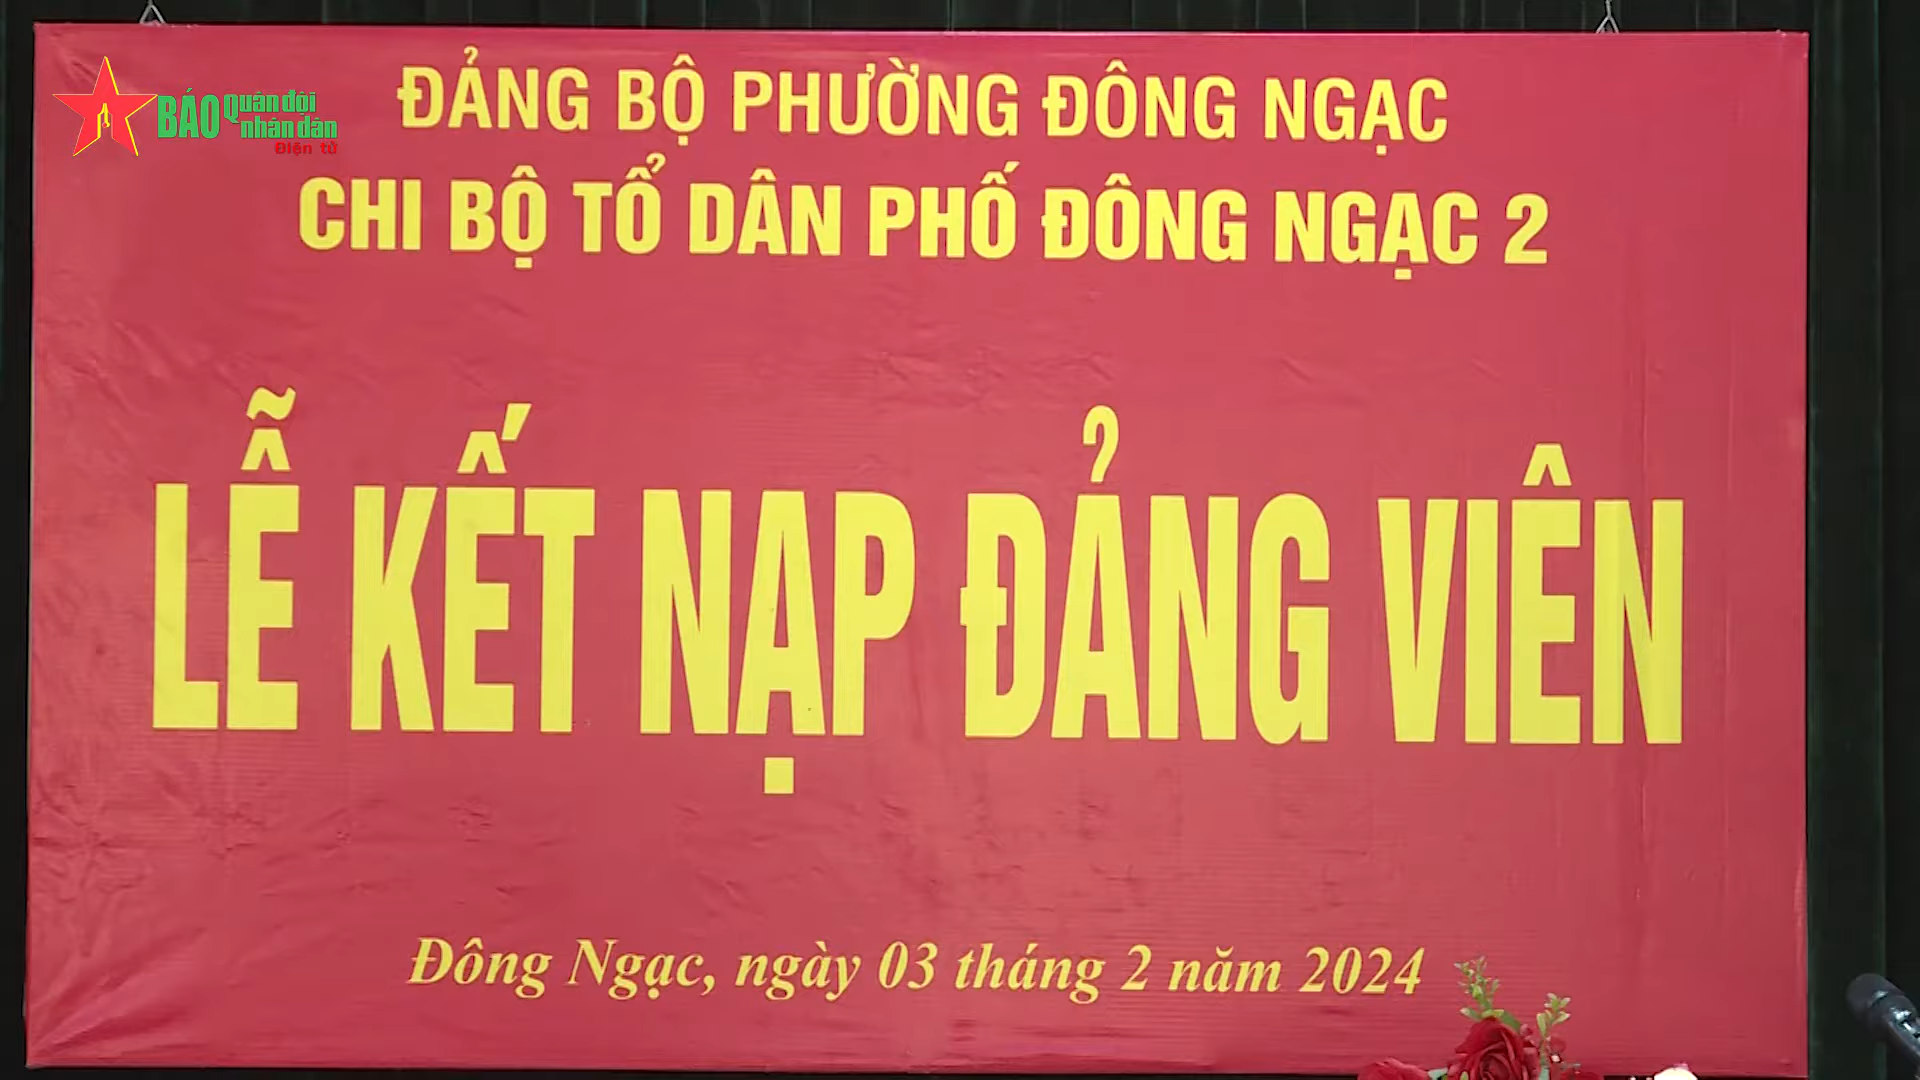 BÁO Quân đội
nhân dân
Điện tử
ĐẢNG BỘ PHƯỜNG ĐÔNG NGẠC
CHI BỘ TỔ DÂN PHỐ ĐÔNG NGẠC 2
LỄ KẾT NẠP ĐẢNG VIÊN
Đông Ngạc, ngày 03 tháng 2 năm 2024